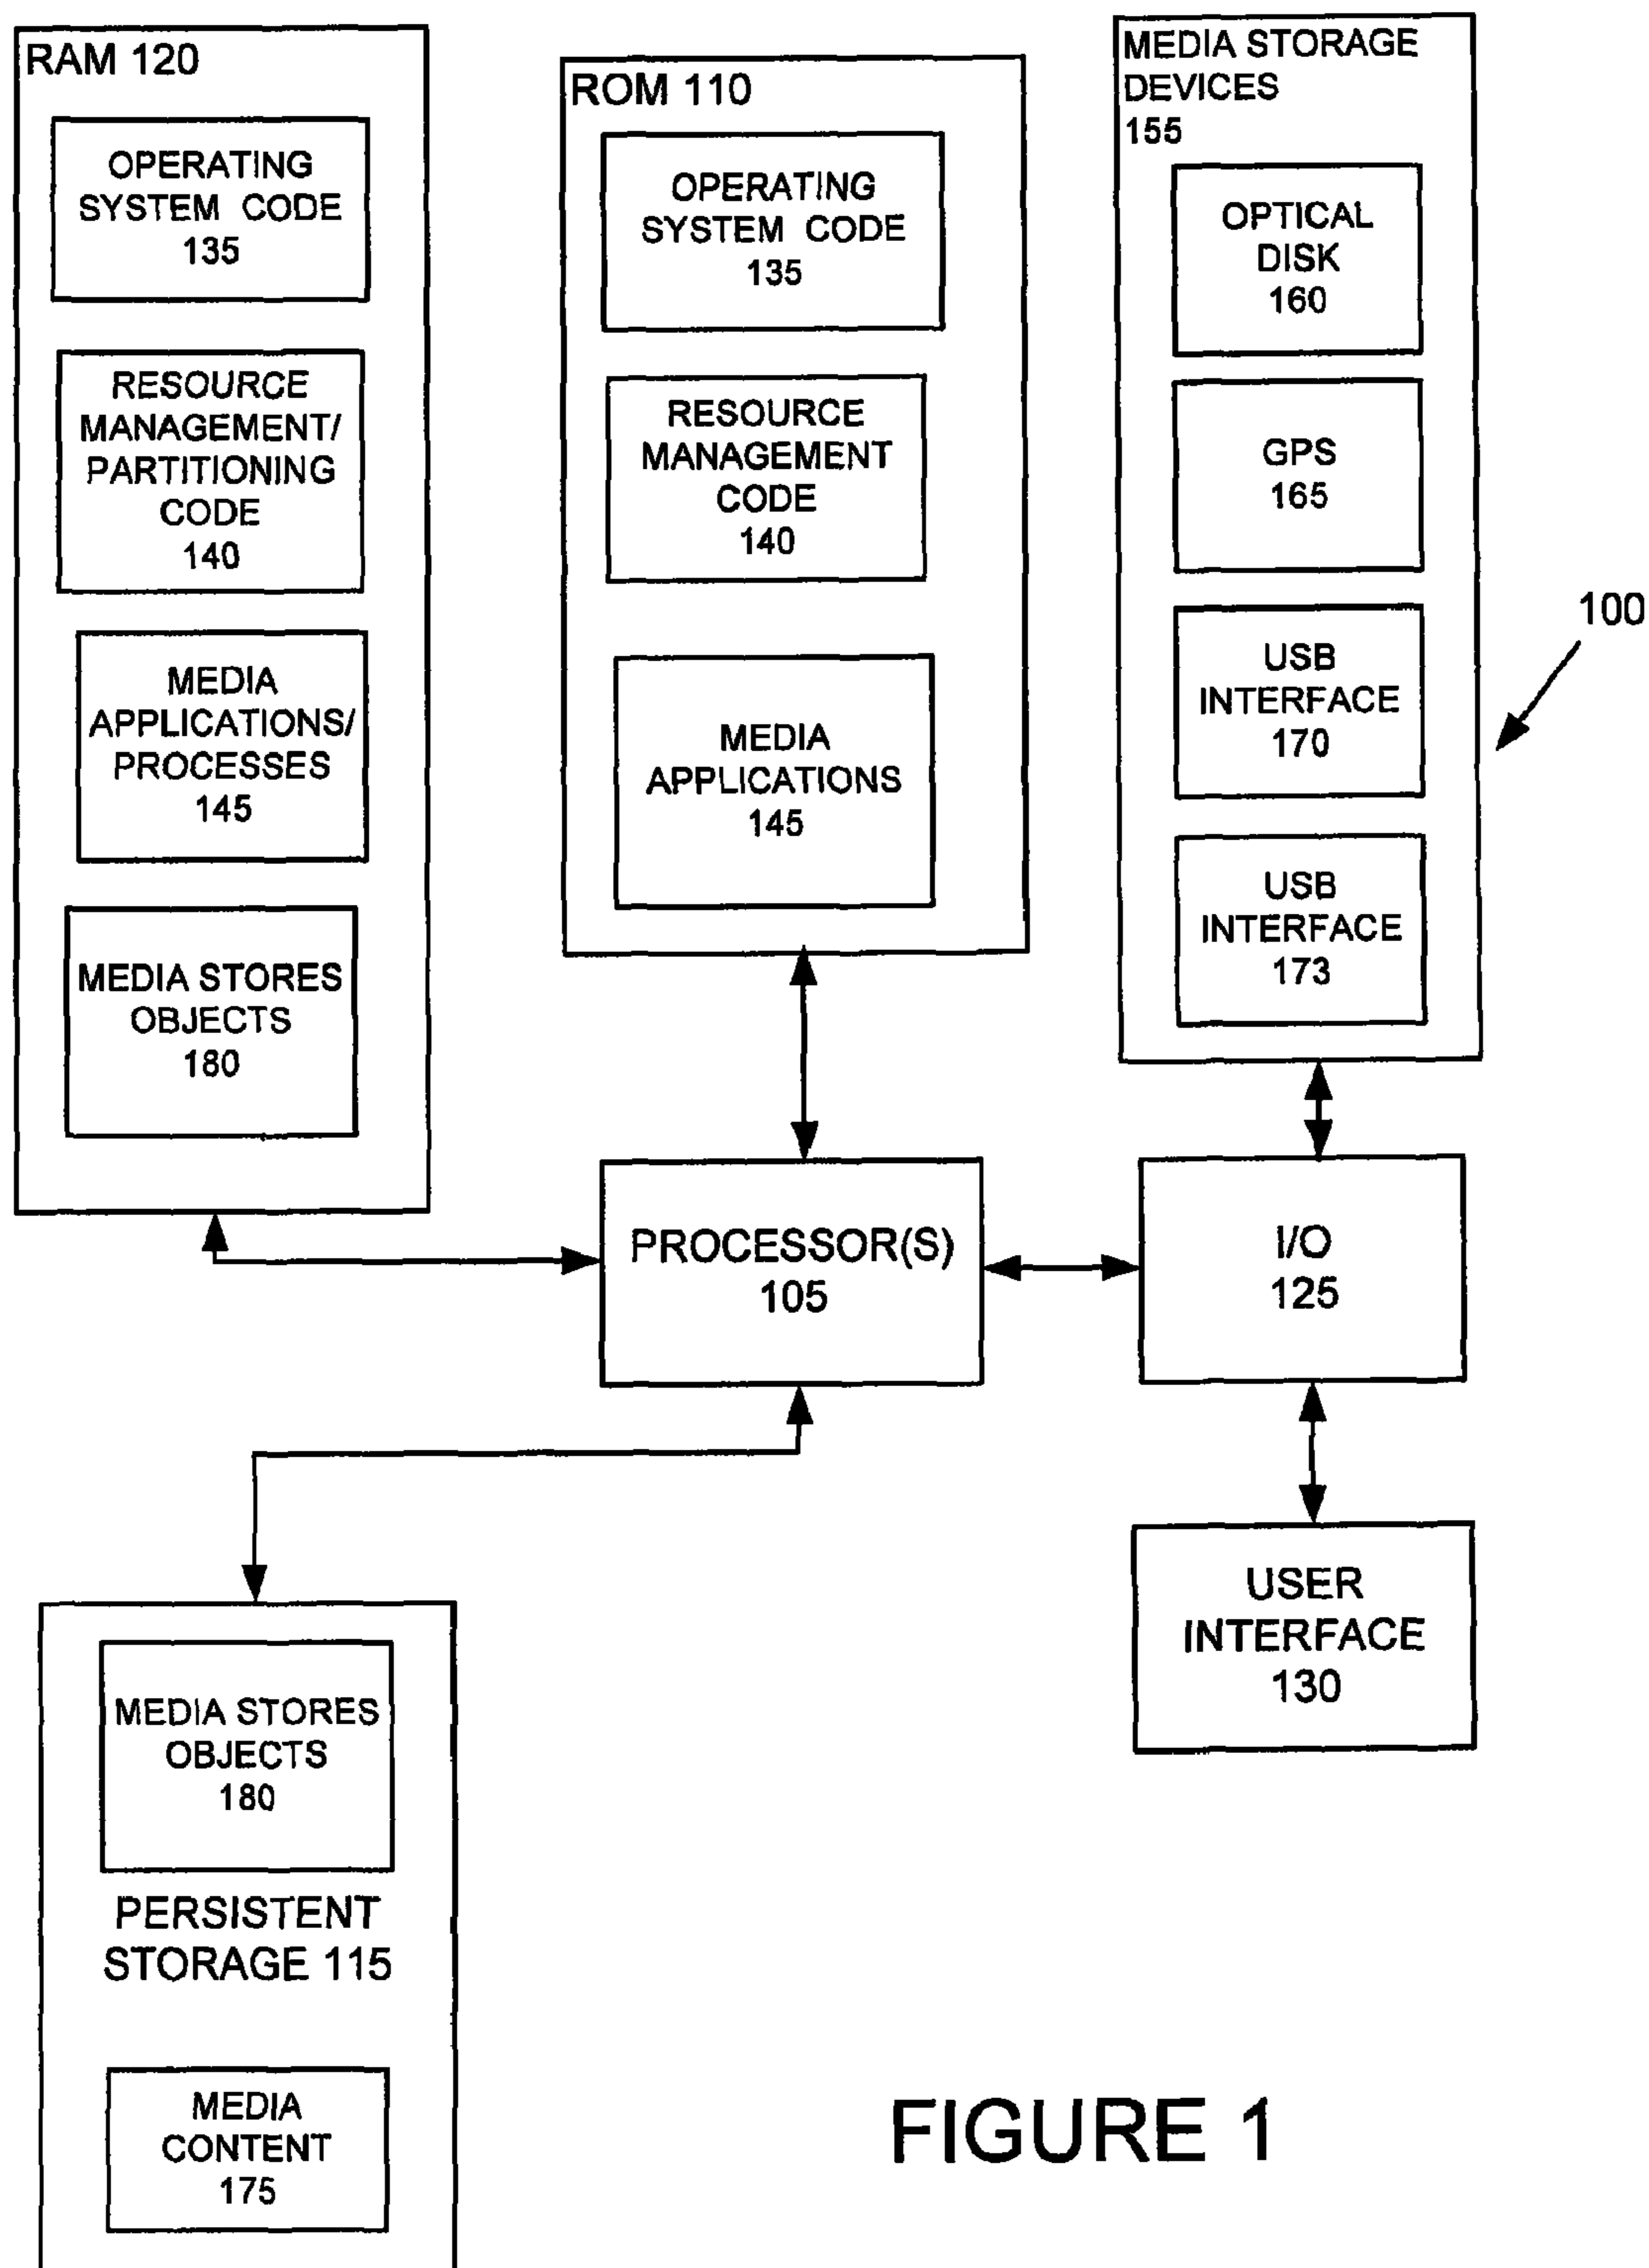 RAM 120
OPERATING
SYSTEM CODE
135
RESOURCE
MANAGEMENT/
PARTITIONING
CODE
140
MEDIA
APPLICATIONS/
PROCESSES
145
MEDIA STORES
OBJECTS
180
ROM 110
OPERATING
SYSTEM CODE
135
RESOURCE
MANAGEMENT
CODE
140
MEDIA
APPLICATIONS
145
MEDIA STORAGE
DEVICES
155
OPTICAL
DISK
160
GPS
165
USB
INTERFACE
170
USB
INTERFACE
173
100
PROCESSOR(S)
105
I/O
125
USER
INTERFACE
130
MEDIA STORES
OBJECTS
180
PERSISTENT
STORAGE 115
MEDIA
CONTENT
175
FIGURE 1